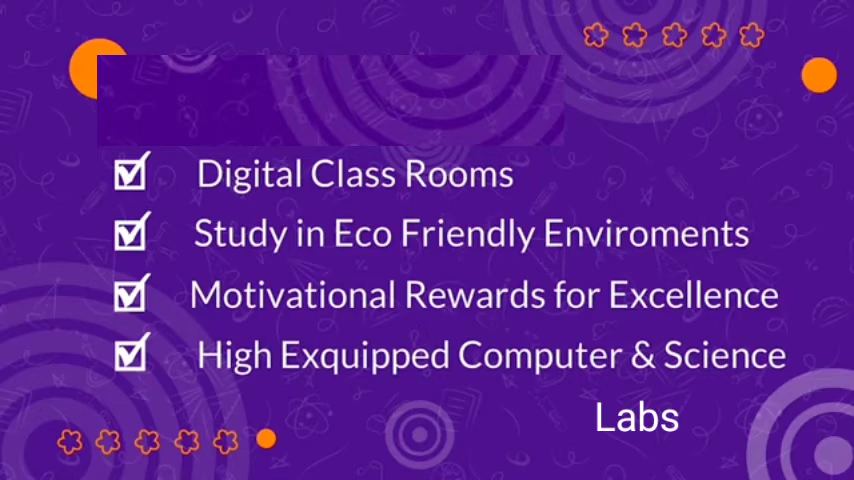 Digital Class Rooms
Study in Eco Friendly Enviroments
Motivational Rewards for Excellence
High Exquipped Computer & Science
Labs